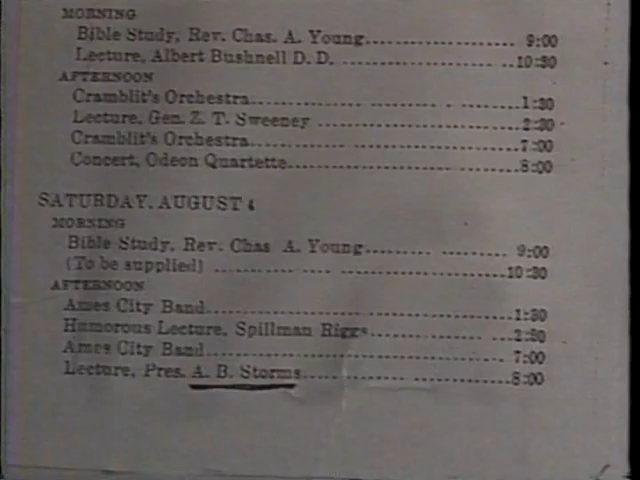 MORNING
Bible Study, Rev. Chas. A. Young.................... 9:00
Lecture, Albert Bushnell D. D. .......................10:30
AFTERNOON
Cramblit's Orchestra..................................1:30
Lecture, Gen. Z. T. Sweeney ..........................2:30
Cramblit's Orchestra..................................7:00
Concert, Odeon Quartette..............................8:00
SATURDAY, AUGUST 4
MORNING
Bible Study, Rev. Chas A. Young......... .......... 9:00
(To be supplied) .....................................10:30
AFTERNOON
Ames City Band........................................1:30
Humorous Lecture, Spillman Riggs......................2:30
Ames City Band........................................7:00
Lecture, Pres. A. B. Storms...........................8:00